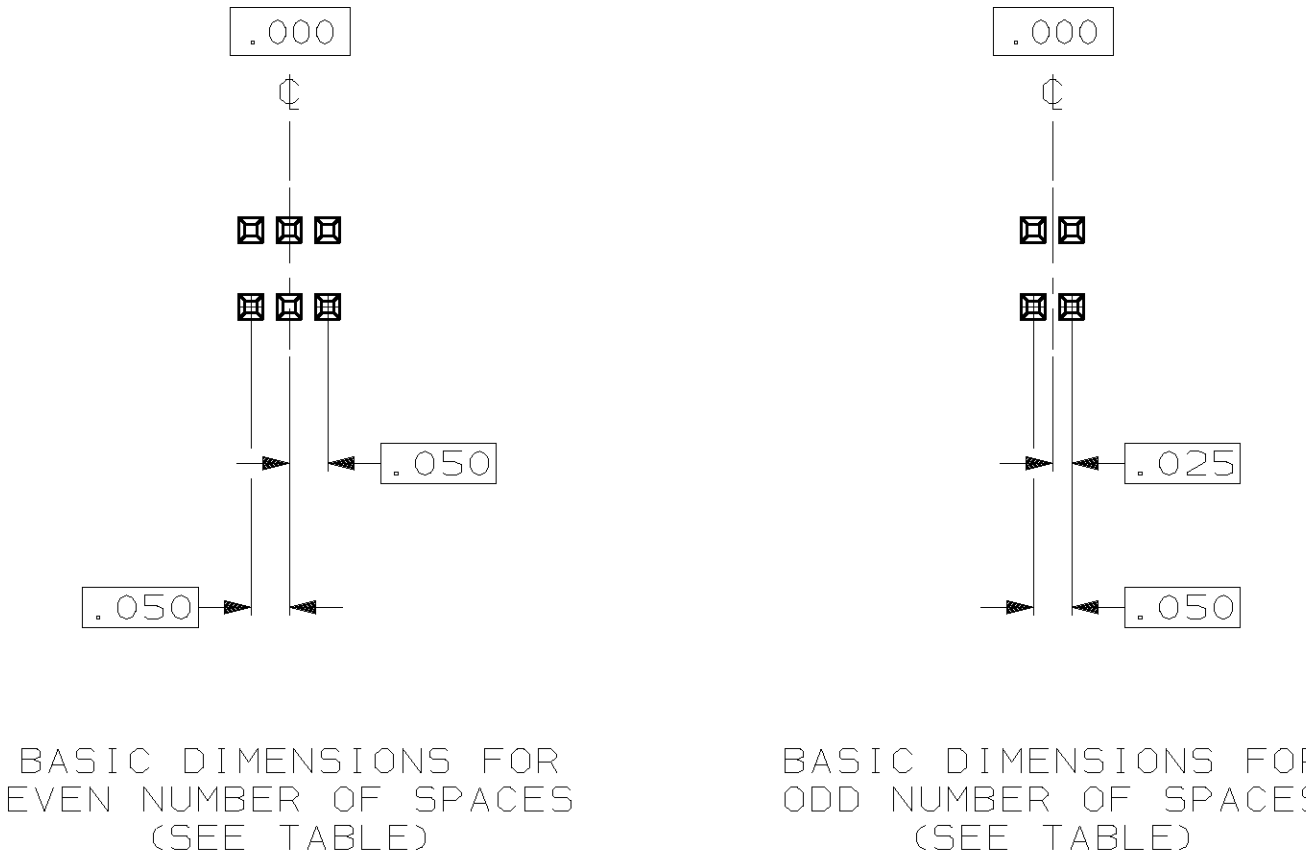 .000
℄
.050
.050
BASIC DIMENSIONS FOR
EVEN NUMBER OF SPACES
(SEE TABLE)
.000
℄
.025
.050
BASIC DIMENSIONS FOR
ODD NUMBER OF SPACES
(SEE TABLE)